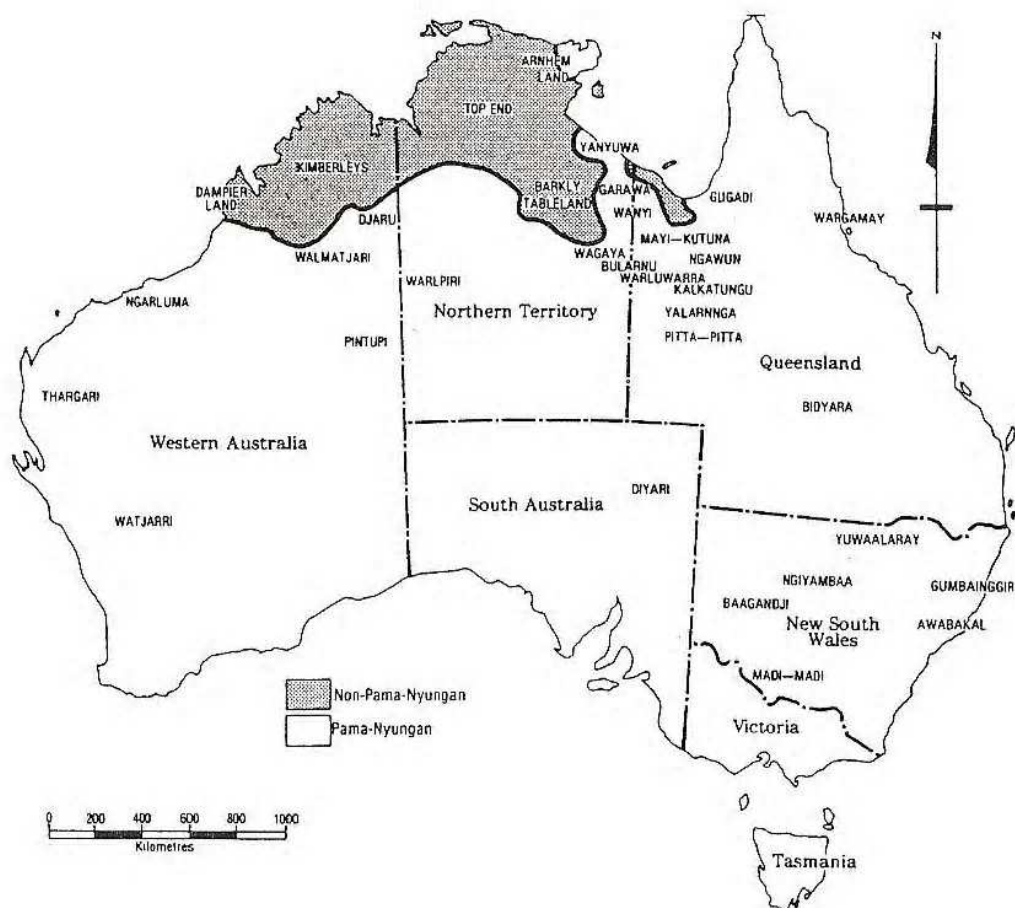 N
ARNHEM
LAND
TOP END
YANYUWA
KIMBERLEYS
DAMPIER
LAND
BARKLY
TABLELAND
GARAWA
GUGADI
WANYI
DJARU
WARGAMAY
WALMATJARI
MAYI—KUTUNA
WAGAYA
NGAWUN
BULARNU
WARLUWARRA
WARLPIRI
KALKATUNGU
NGARLUMA
Northern Territory
YALARNNGA
PINTUPI
PITTA—PITTA
Queensland
THARGARI
BIDYARA
Western Australia
DIYARI
South Australia
WATJARRI
YUWAALARAY
NGIYAMBAA
GUMBAINGGIR
BAAGANDJI
New South
Wales
AWABAKAL
MADI—MADI
Non-Pama-Nyungan
Pama-Nyungan
Victoria
0 200 400 600 800 1000
Kilometres
Tasmania